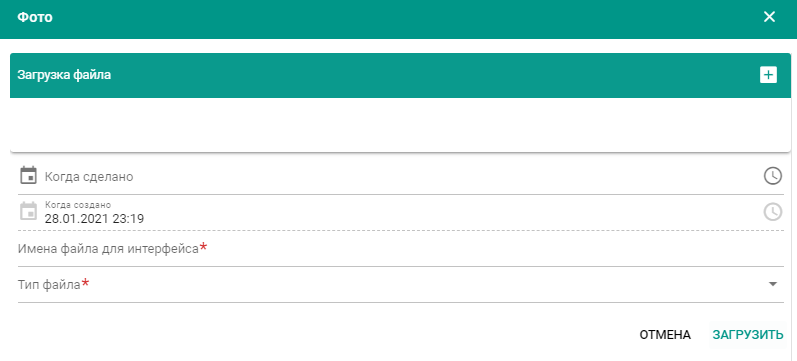 Фото
Загрузка файла
Когда сделано
Когда создано
28.01.2021 23:19
Имена файла для интерфейса*
Тип файла*
ОТМЕНА ЗАГРУЗИТЬ